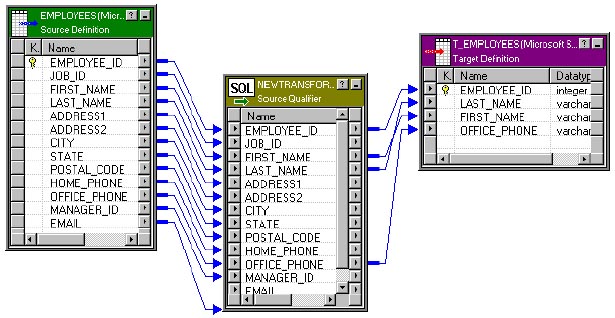 EMPLOYEES(Micr...
Source Definition
K. Name
EMPLOYEE_ID
JOB_ID
FIRST_NAME
LAST_NAME
ADDRESS1
ADDRESS2
CITY
STATE
POSTAL_CODE
HOME_PHONE
OFFICE_PHONE
MANAGER_ID
EMAIL
SQL NEWTRANSFOR...
Source Qualifier
Name
EMPLOYEE_ID
JOB_ID
FIRST_NAME
LAST_NAME
ADDRESS1
ADDRESS2
CITY
STATE
POSTAL_CODE
HOME_PHONE
OFFICE_PHONE
MANAGER_ID
EMAIL
T_EMPLOYEES(Microsoft S...
Target Definition
K. Name Datatyp
EMPLOYEE_ID integer
LAST_NAME varchar
FIRST_NAME varchar
OFFICE_PHONE varchar